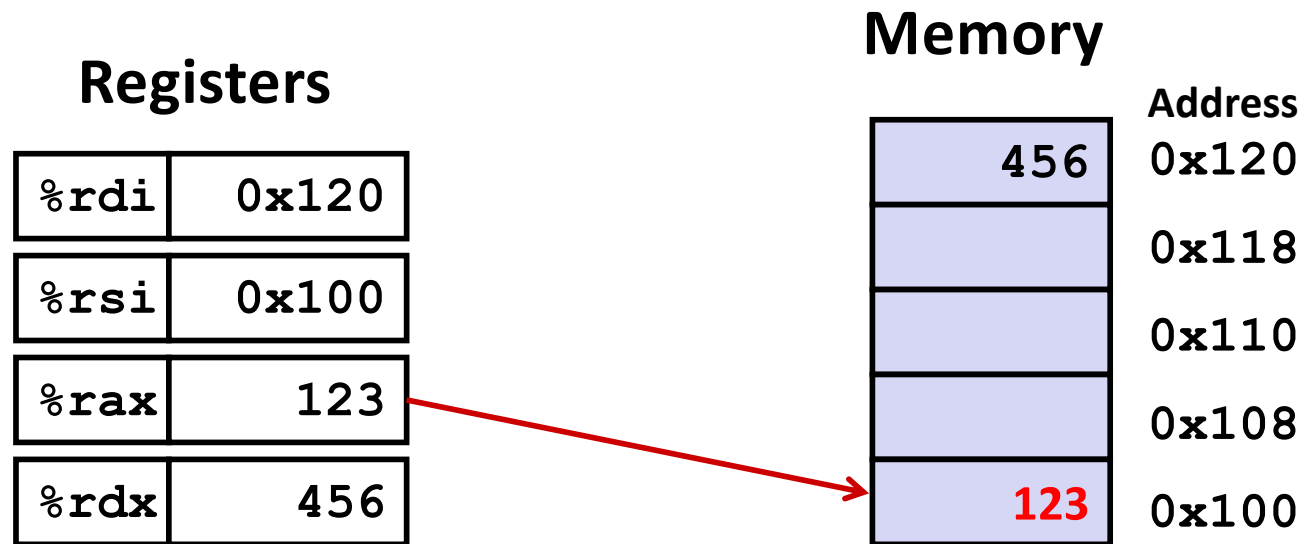 Registers
%rdi 0x120
%rsi 0x100
%rax 123
%rdx 456
Memory
Address
456 0x120
0x118
0x110
0x108
123 0x100